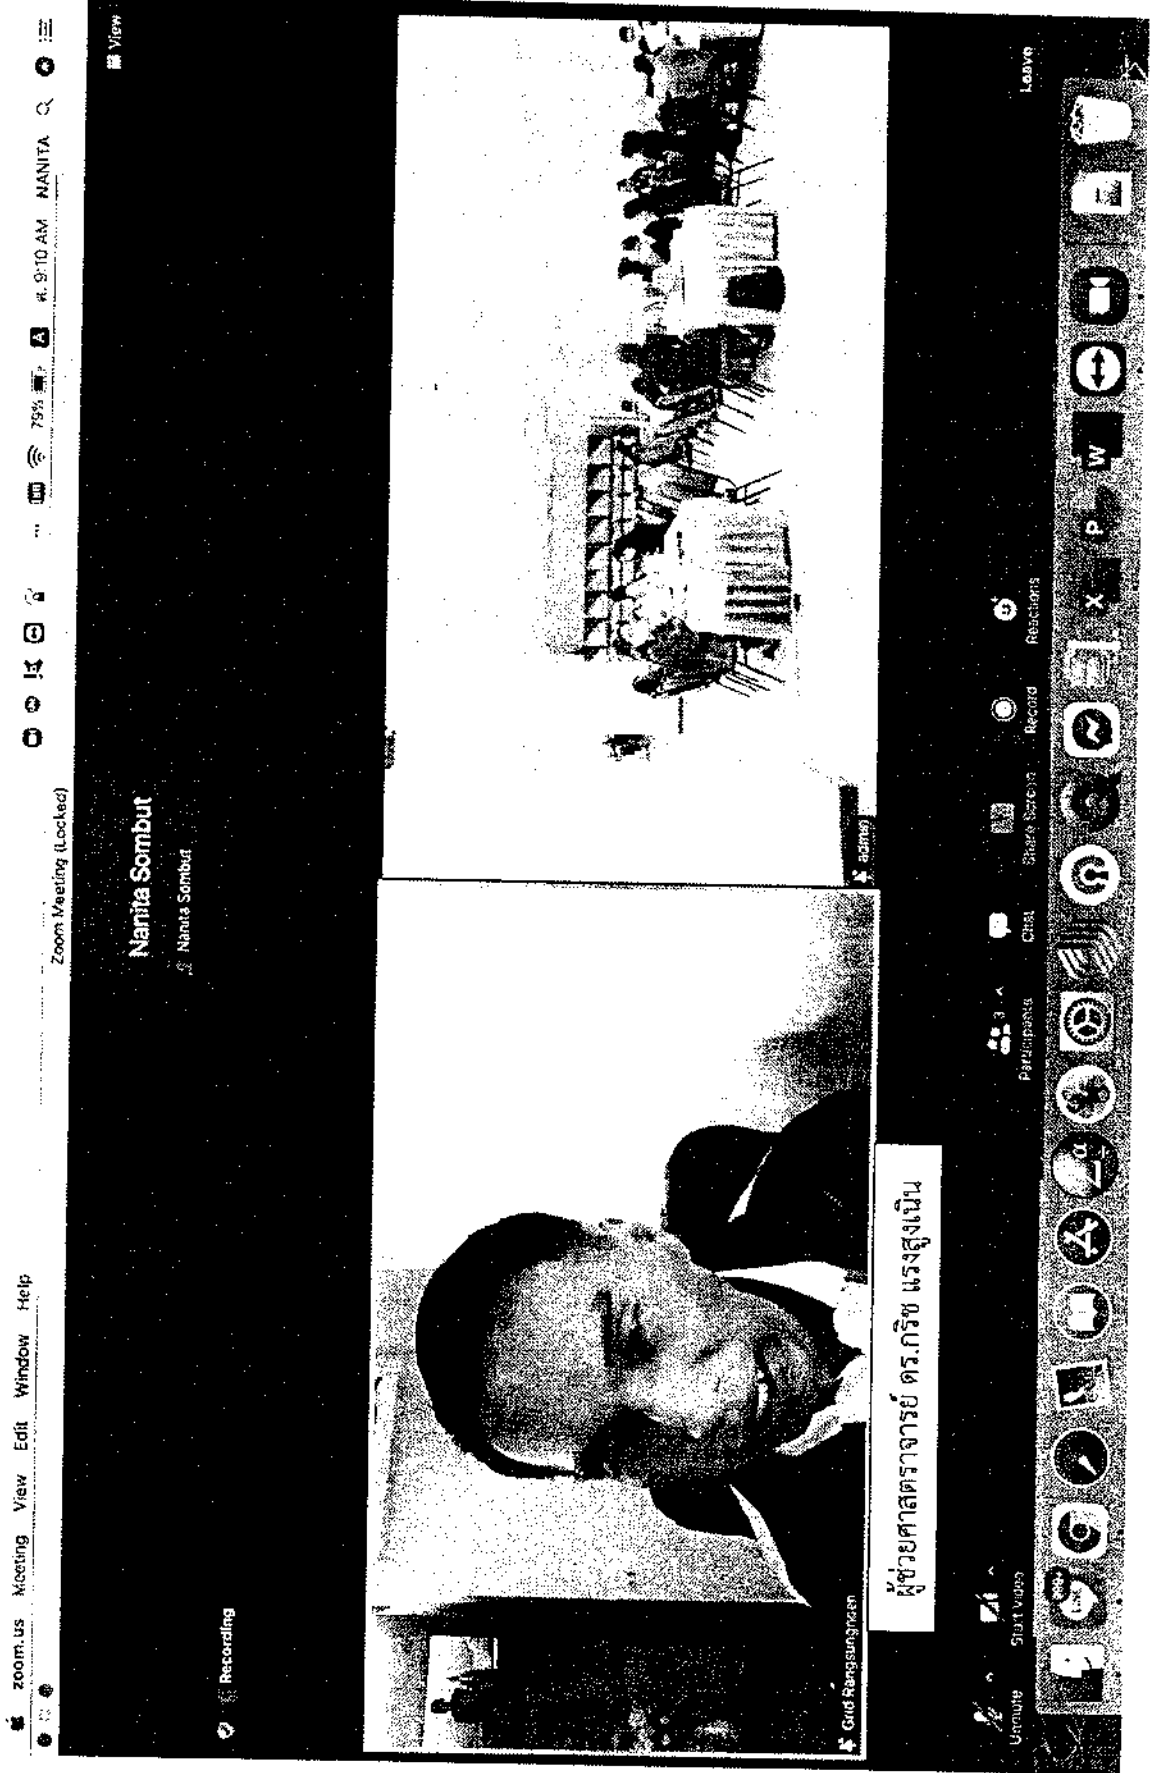 zoom.us Meeting View Edit Window Help
79% A ศ. 9:10 AM NANITA
Zoom Meeting (Locked)
View
Nanita Sombut
Nanita Sombut
Recording
Grid Rangsungnoen
admin
ผู้ช่วยศาสตราจารย์ ดร.กริช แรงสูงเนิน
Unmute
Start Video
Participants
3
Chat
Share Screen
Record
Reactions
Leave
X
P
W